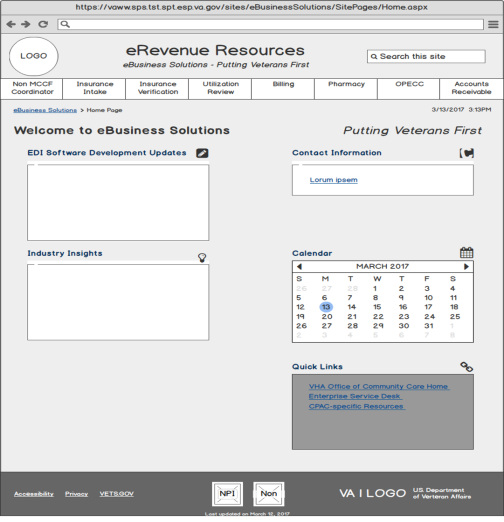 https://vaww.sps.tst.spt.esp.va.gov/sites/eBusinessSolutions/SitePages/Home.aspx
LOGO
eRevenue Resources
eBusiness Solutions - Putting Veterans First
Search this site
Non MCCF Coordinator
Insurance Intake
Insurance Verification
Utilization Review
Billing
Pharmacy
OPECC
Accounts Receivable
eBusiness Solutions > Home Page
3/13/2017 3:13PM
Welcome to eBusiness Solutions
Putting Veterans First
EDI Software Development Updates
Contact Information
Lorum ipsem
Industry Insights
Calendar
MARCH 2017
S M T W T F S
26 27 28 1 2 3 4
5 6 7 8 9 10 11
12 13 14 15 16 17 18
19 20 21 22 23 24 25
26 27 28 29 30 31 1
2 3 4 5 6 7 8
Quick Links
VHA Office of Community Care Home
Enterprise Service Desk
CPAC-specific Resources
Accessibility Privacy VETS.GOV
NPI
Non
VA | LOGO
U.S. Department
of Verteran Affairs
Last updated on March 12, 2017